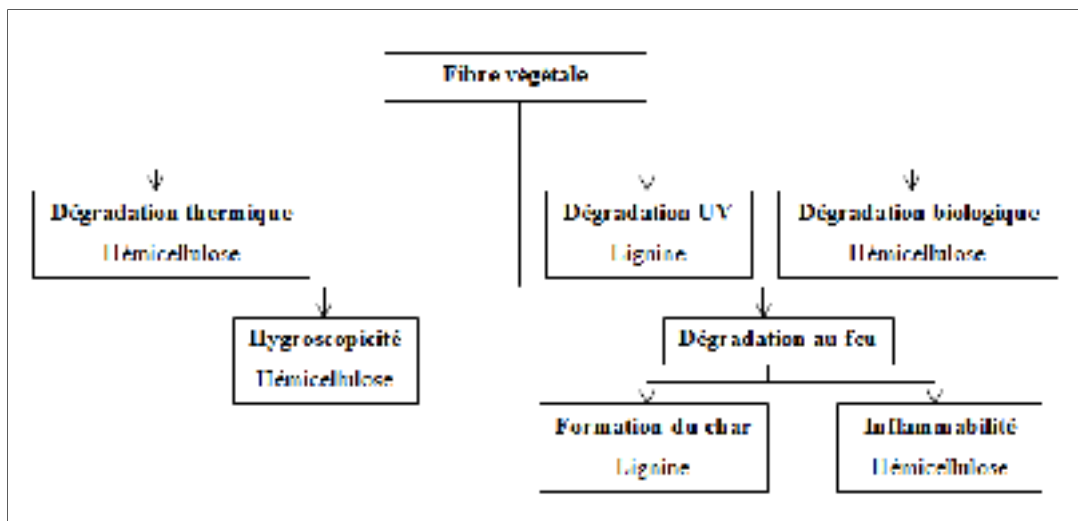 Fibre végétale
Dégradation thermique
Hémicellulose
Dégradation UV
Lignine
Dégradation biologique
Hémicellulose
Hygroscopicité
Hémicellulose
Dégradation au feu
Formation du char
Lignine
Inflammabilité
Hémicellulose